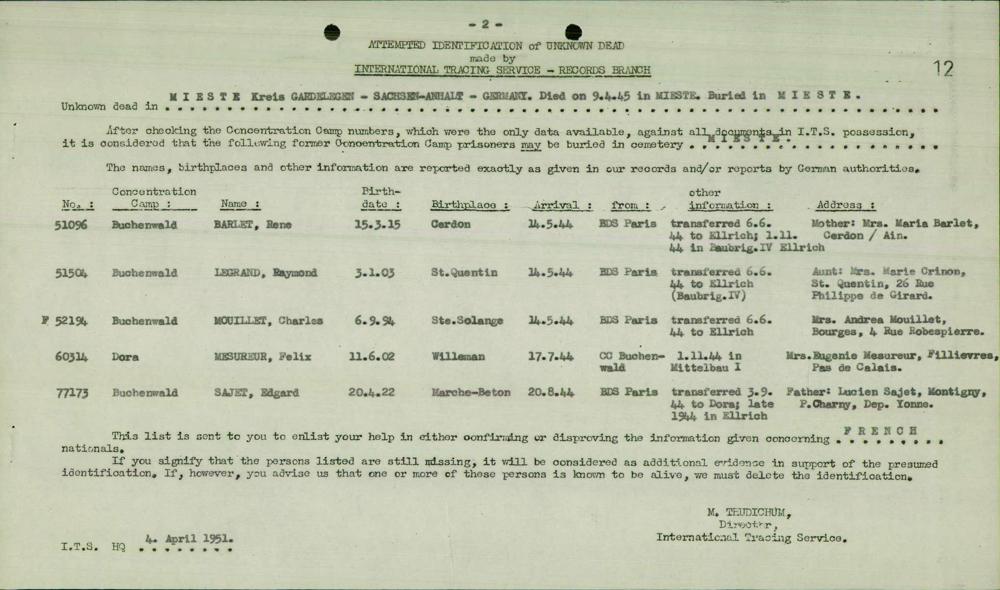 - 2 -
ATTEMPTED IDENTIFICATION of UNKNOWN DEAD
made by
INTERNATIONAL TRACING SERVICE - RECORDS BRANCH
12
Unknown dead in M I E S T E Kreis GARDELEGEN - SACHSEN-ANHALT - GERMANY. Died on 9.4.45 in MIESTE. Buried in M I E S T E .
After checking the Concentration Camp numbers, which were the only data available, against all documents in I.T.S. possession,
it is considered that the following former Concentration Camp prisoners may be buried in cemetery M I E S T E .
The names, birthplaces and other information are reported exactly as given in our records and/or reports by German authorities.
No. : Concentration Camp : Name : Birth-date : Birthplace : Arrival : from : other information : Address :
51096 Buchenwald BARLET, Rene 15.3.15 Cerdon 14.5.44 BDS Paris transferred 6.6. Mother: Mrs. Maria Barlet,
44 to Ellrich; 1.11. Cerdon / Ain.
44 in Baubrig.IV Ellrich
51504 Buchenwald LEGRAND, Raymond 3.1.03 St.Quentin 14.5.44 BDS Paris transferred 6.6. Aunt: Mrs. Marie Crinon,
44 to Ellrich St. Quentin, 26 Rue
(Baubrig.IV) Philippe de Girard.
F 52194 Buchenwald MOUILLET, Charles 6.9.94 Ste.Solange 14.5.44 BDS Paris transferred 6.6. Mrs. Andrea Mouillet,
44 to Ellrich Bourges, 4 Rue Robespierre.
60314 Dora MESUREUR, Felix 11.6.02 Willeman 17.7.44 CC Buchen- 1.11.44 in Mrs.Eugenie Mesureur, Fillievres,
wald Mittelbau I Pas de Calais.
77173 Buchenwald SAJET, Edgard 20.4.22 Marche-Beton 20.8.44 BDS Paris transferred 3.9. Father: Lucien Sajet, Montigny,
44 to Dora; late P.Charny, Dep. Yonne.
1944 in Ellrich
This list is sent to you to enlist your help in either confirming or disproving the information given concerning F R E N C H
nationals.
If you signify that the persons listed are still missing, it will be considered as additional evidence in support of the presumed
identification. If, however, you advise us that one or more of these persons is known to be alive, we must delete the identification.
M. THUDICHUM,
Director,
International Tracing Service.
I.T.S. HQ 4. April 1951.